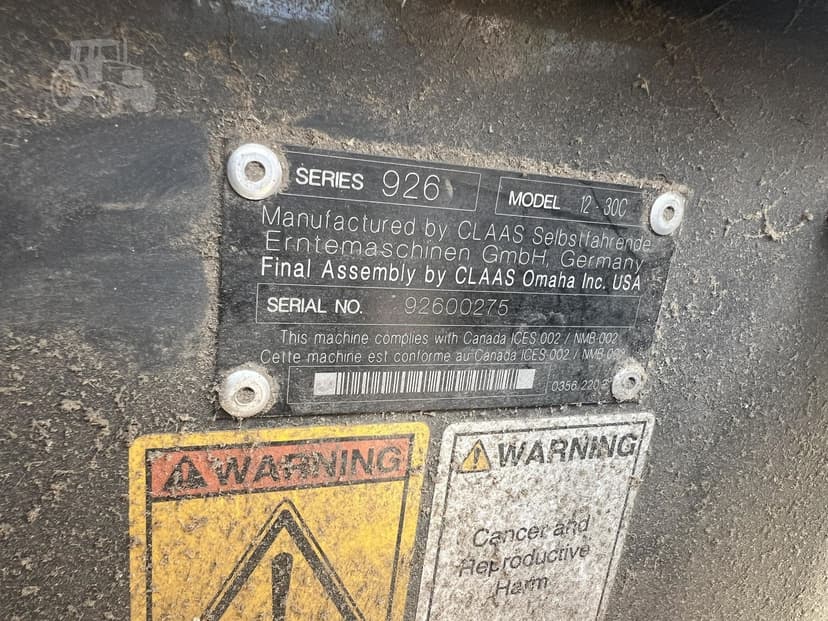 SERIES 926
MODEL 12-30C
Manufactured by CLAAS Selbstfahrende
Erntemaschinen GmbH, Germany
Final Assembly by CLAAS Omaha Inc. USA
SERIAL NO. 92600275
This machine complies with Canada ICES 002 / NMB-002
Cette machine est conforme au Canada ICES 002 / NMB-002
0356 220
WARNING
WARNING
Cancer and
Reproductive
Harm